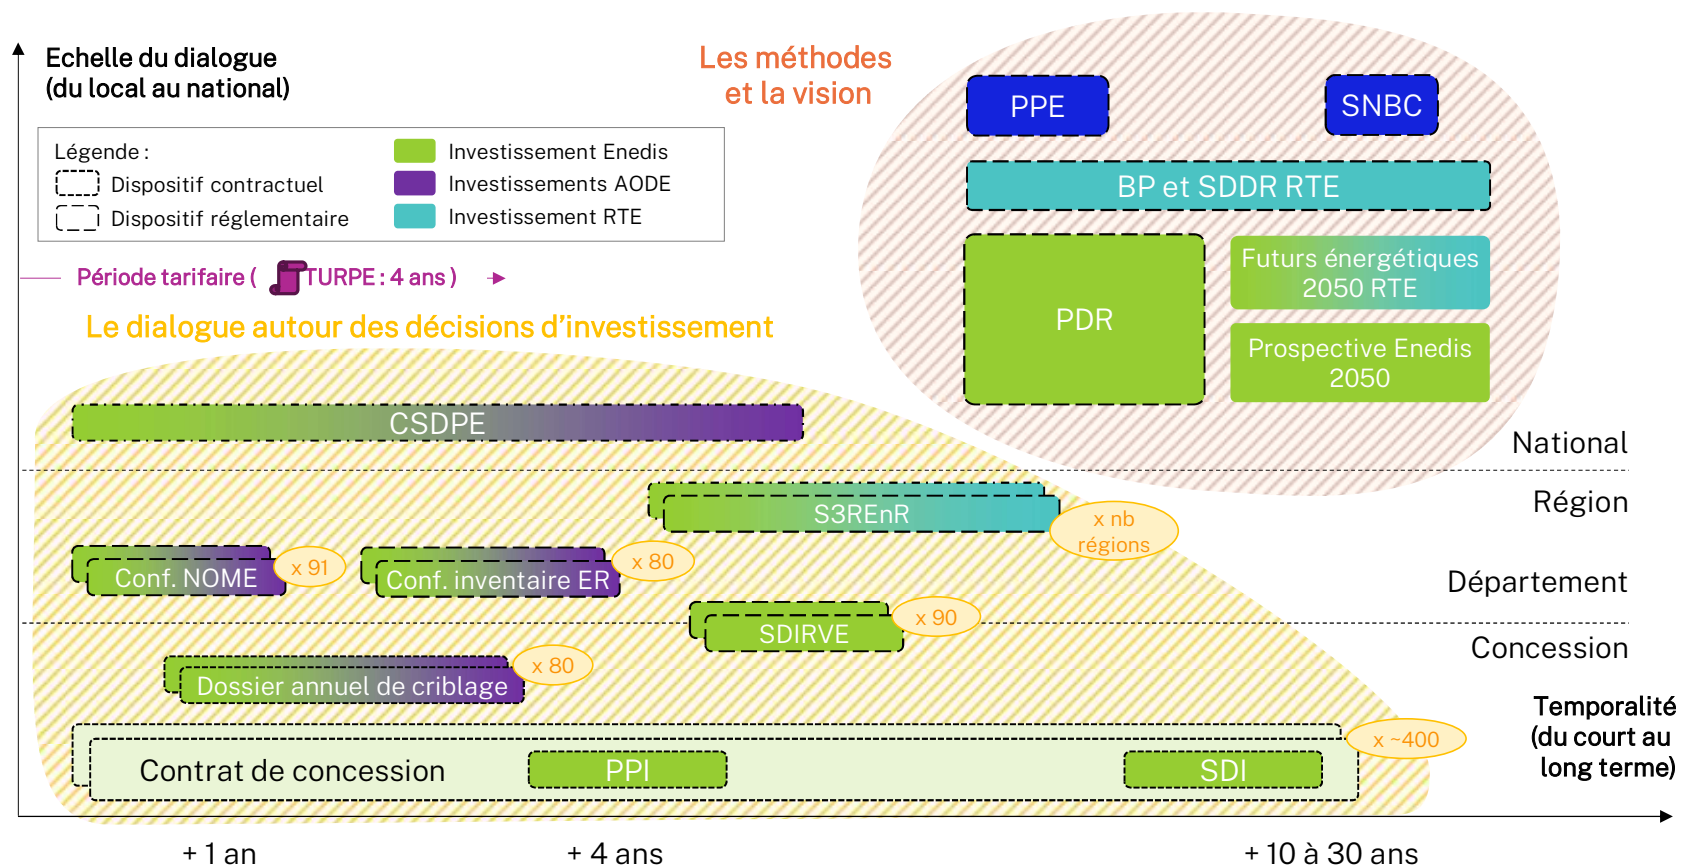 Echelle du dialogue
(du local au national)
Les méthodes
et la vision
PPE
SNBC
Légende :
Dispositif contractuel
Dispositif réglementaire
Investissement Enedis
Investissements AODE
Investissement RTE
BP et SDDR RTE
Période tarifaire ( TURPE : 4 ans )
PDR
Futurs énergétiques
2050 RTE
Prospective Enedis
2050
Le dialogue autour des décisions d’investissement
CSDPE
National
S3REnR
x nb
régions
Région
Conf. NOME
x 91
Conf. inventaire ER
x 80
Département
SDIRVE
x 90
Concession
Dossier annuel de criblage
x 80
Contrat de concession
PPI
SDI
x ~400
Temporalité
(du court au
long terme)
+ 1 an
+ 4 ans
+ 10 à 30 ans